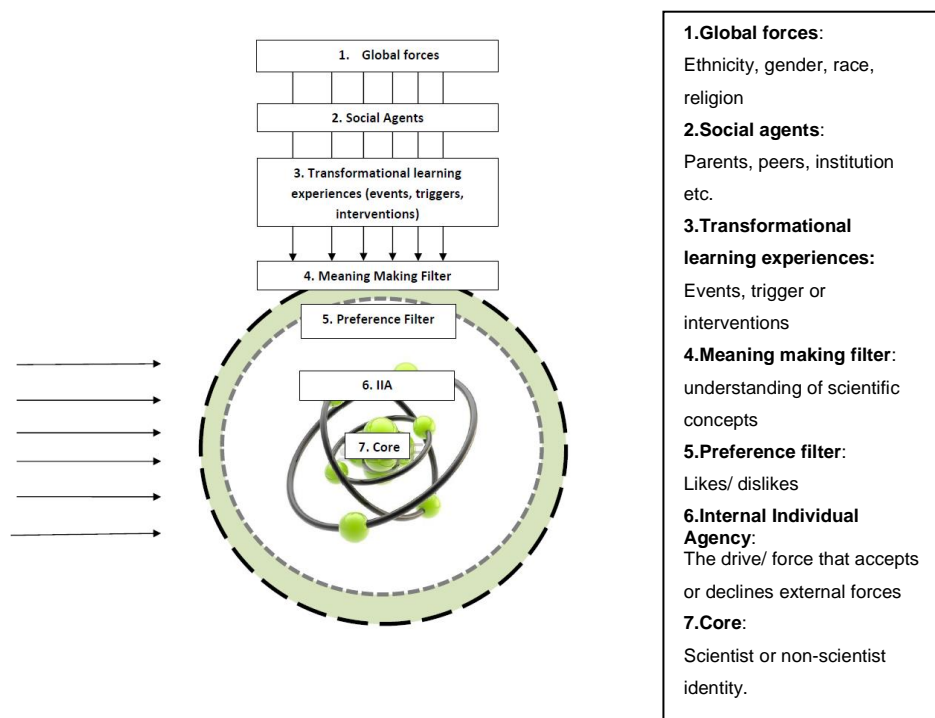 1. Global forces
2. Social Agents
3. Transformational learning
experiences (events, triggers,
interventions)
4. Meaning Making Filter
5. Preference Filter
6. IIA
7. Core
1.Global forces:
Ethnicity, gender, race,
religion
2.Social agents:
Parents, peers, institution
etc.
3.Transformational
learning experiences:
Events, trigger or
interventions
4.Meaning making filter:
understanding of scientific
concepts
5.Preference filter:
Likes/ dislikes
6.Internal Individual
Agency:
The drive/ force that accepts
or declines external forces
7.Core:
Scientist or non-scientist
identity.